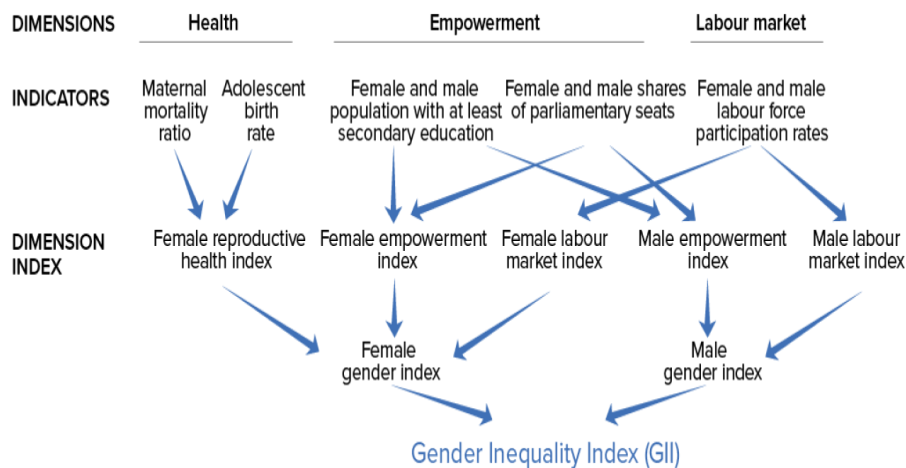 DIMENSIONS Health Empowerment Labour market
INDICATORS
Maternal
mortality
ratio
Adolescent
birth
rate
Female and male
population with at least
secondary education
Female and male shares
of parliamentary seats
Female and male
labour force
participation rates
DIMENSION
INDEX
Female reproductive
health index
Female empowerment
index
Female labour
market index
Male empowerment
index
Male labour
market index
Female
gender index
Male
gender index
Gender Inequality Index (GII)